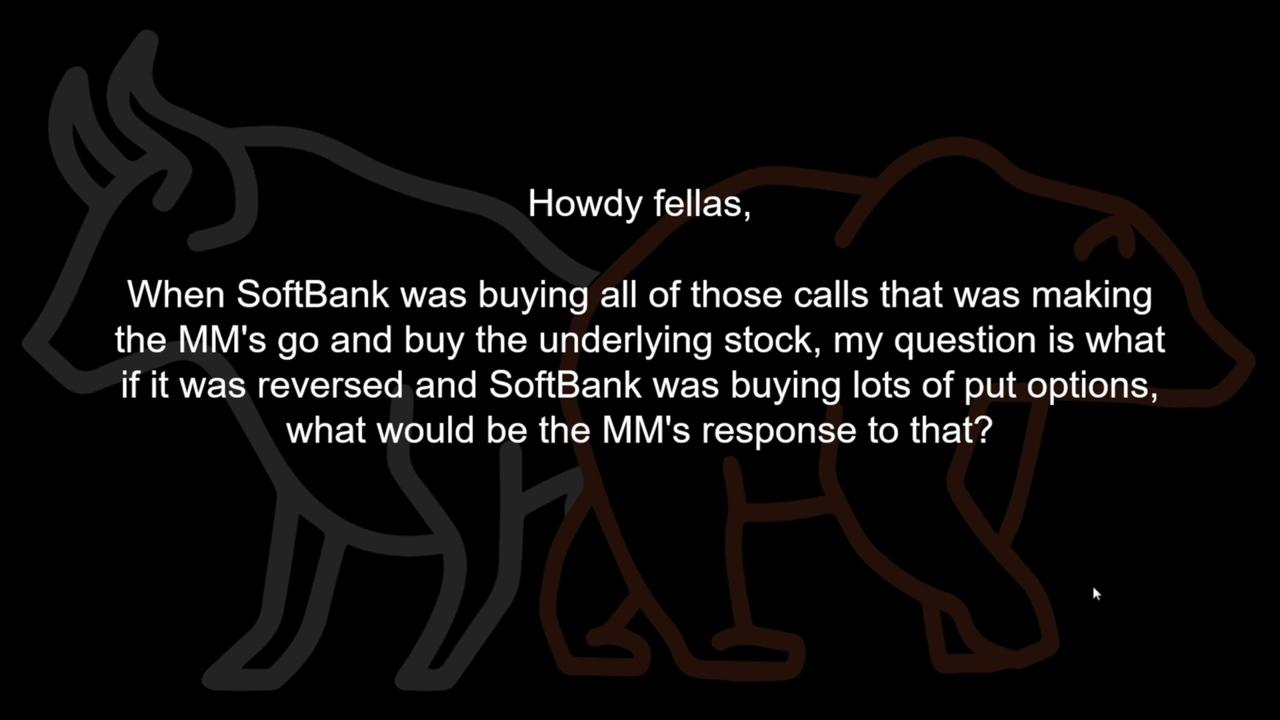 Howdy fellas,
When SoftBank was buying all of those calls that was making
the MM's go and buy the underlying stock, my question is what
if it was reversed and SoftBank was buying lots of put options,
what would be the MM's response to that?